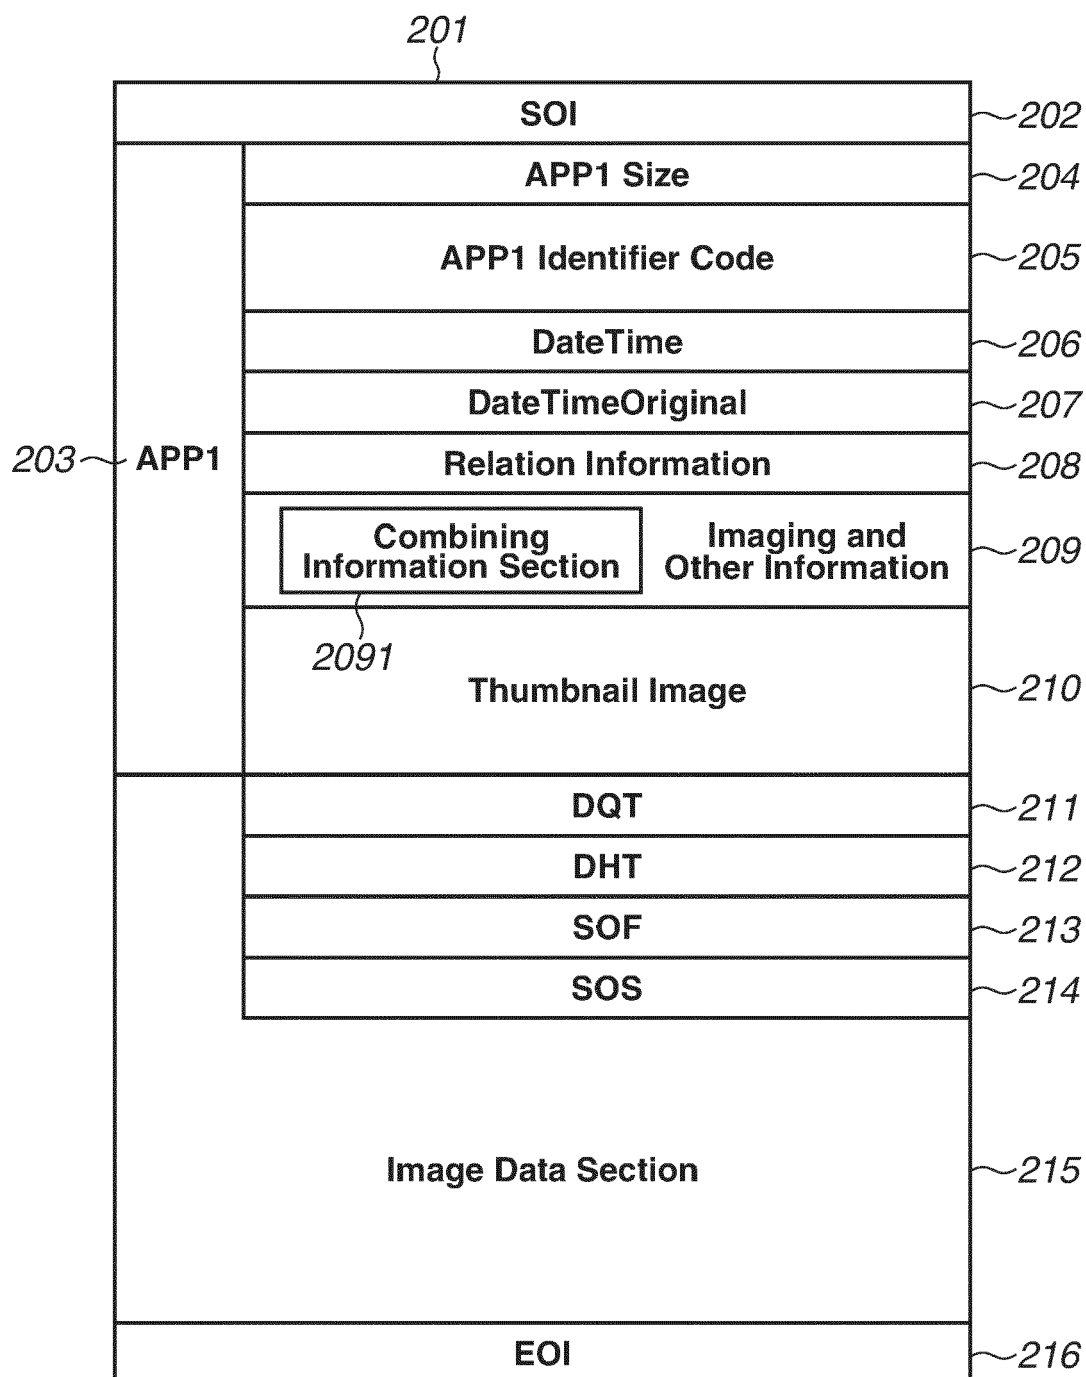 201
SOI
202
APP1 Size
204
APP1 Identifier Code
205
DateTime
206
DateTimeOriginal
207
203
APP1
Relation Information
208
Combining
Information Section
Imaging and
Other Information
209
2091
Thumbnail Image
210
DQT
211
DHT
212
SOF
213
SOS
214
Image Data Section
215
EOI
216